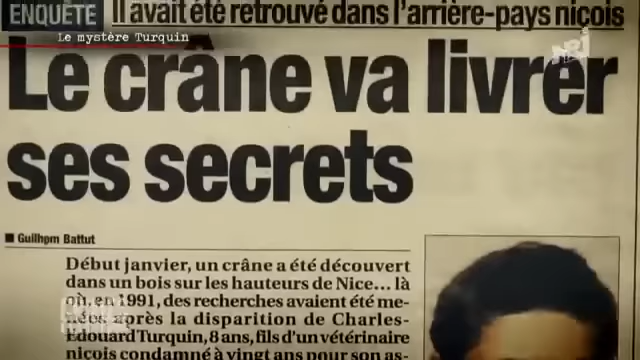 ENQUÊTE
Le mystère Turquin
Il avait été retrouvé dans l'arrière-pays niçois
NRJ
Le crâne va livrer
ses secrets
Guilhem Battut
Début janvier, un crâne a été découvert
dans un bois sur les hauteurs de Nice... là
où, en 1991, des recherches avaient été me-
nées après la disparition de Charles-
Edouard Turquin, 8 ans, fils d'un vétérinaire
niçois condamné à vingt ans pour son as-